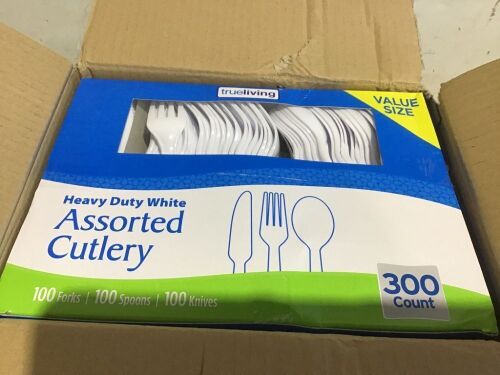 trueliving
VALUE
SIZE
Heavy Duty White
Assorted
Cutlery
100 Forks | 100 Spoons | 100 Knives
300
Count